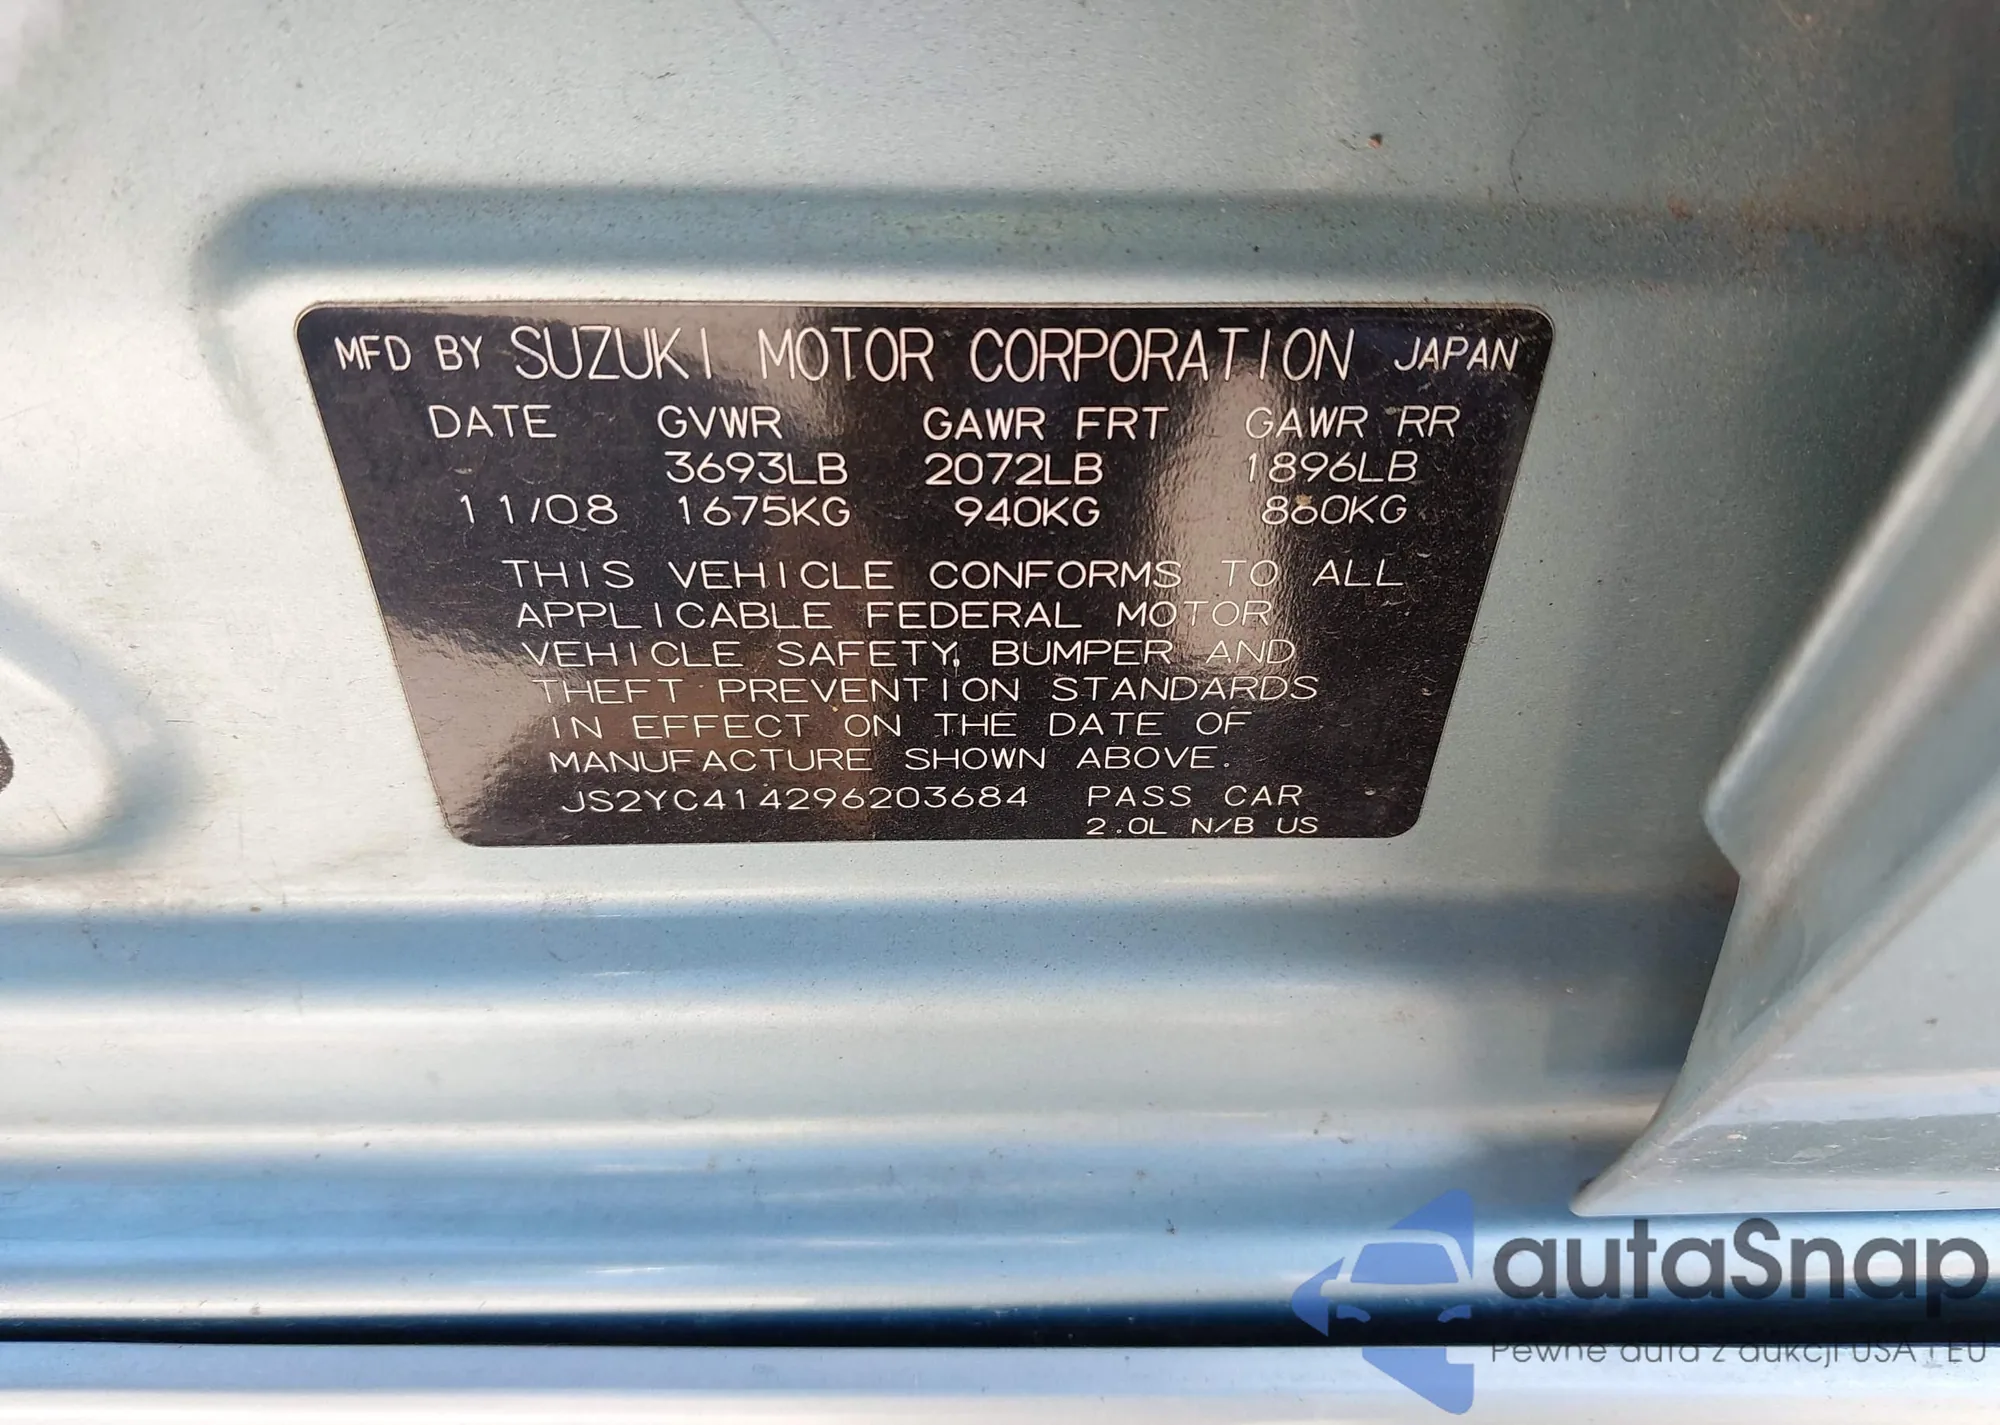 MFD BY SUZUKI MOTOR CORPORATION JAPAN
DATE GVWR GAWR FRT GAWR RR
3693LB 2072LB 1896LB
11/08 1675KG 940KG 860KG
THIS VEHICLE CONFORMS TO ALL
APPLICABLE FEDERAL MOTOR
VEHICLE SAFETY, BUMPER AND
THEFT PREVENTION STANDARDS
IN EFFECT ON THE DATE OF
MANUFACTURE SHOWN ABOVE.
JS2YC414296203684 PASS CAR
2.0L N/B US
autaSnap
Pewne auta z aukcji USA i EU